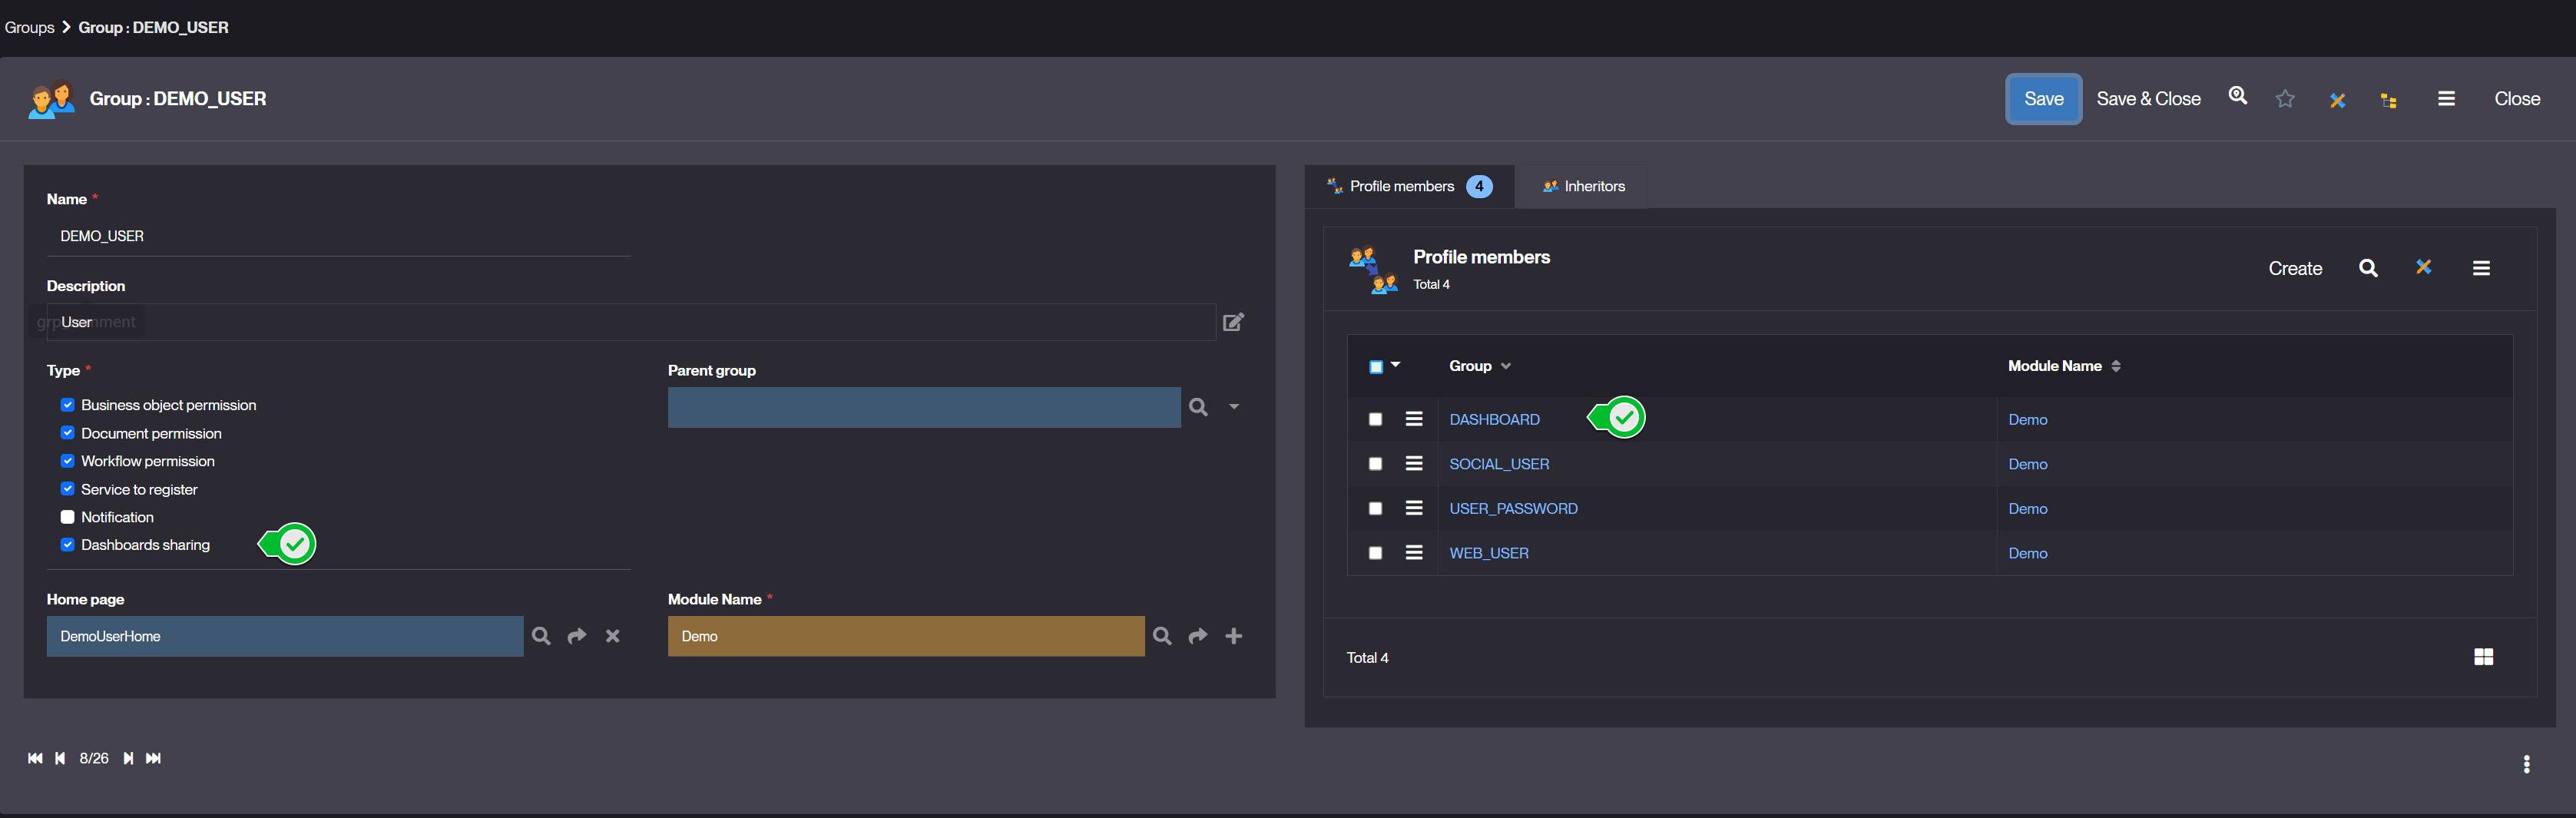 Groups > Group : DEMO_USER
Group : DEMO_USER
Save
Save & Close
Close
Name *
DEMO_USER
Description
User
Type *
Business object permission
Document permission
Workflow permission
Service to register
Notification
Dashboards sharing
Parent group
Home page
DemoUserHome
Module Name *
Demo
8/26
Profile members 4
Inheritors
Profile members
Total 4
Create
Group
Module Name
DASHBOARD
Demo
SOCIAL_USER
Demo
USER_PASSWORD
Demo
WEB_USER
Demo
Total 4